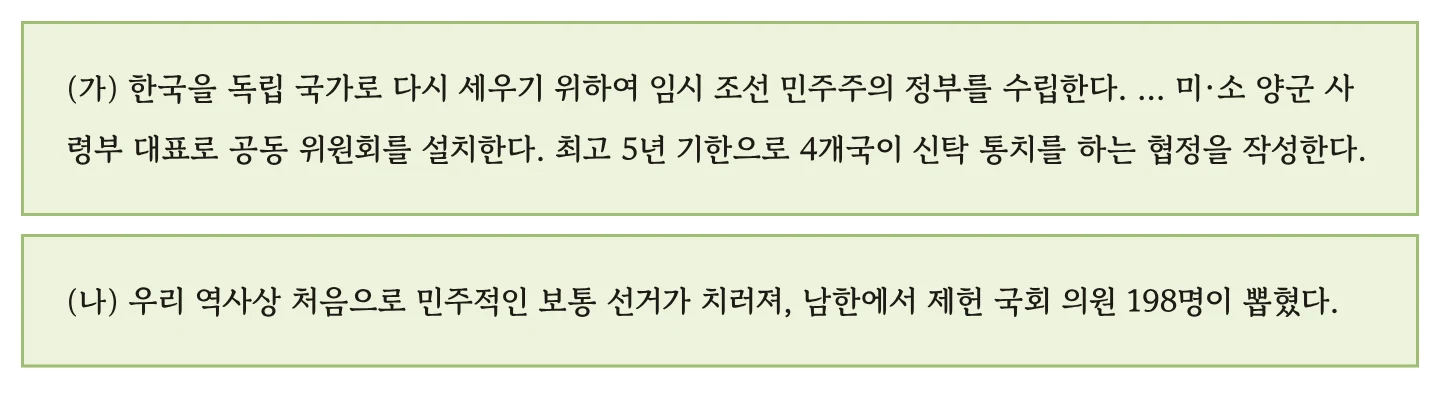 (가) 한국을 독립 국가로 다시 세우기 위하여 임시 조선 민주주의 정부를 수립한다. … 미·소 양군 사
령부 대표로 공동 위원회를 설치한다. 최고 5년 기한으로 4개국이 신탁 통치를 하는 협정을 작성한다.
(나) 우리 역사상 처음으로 민주적인 보통 선거가 치러져, 남한에서 제헌 국회 의원 198명이 뽑혔다.